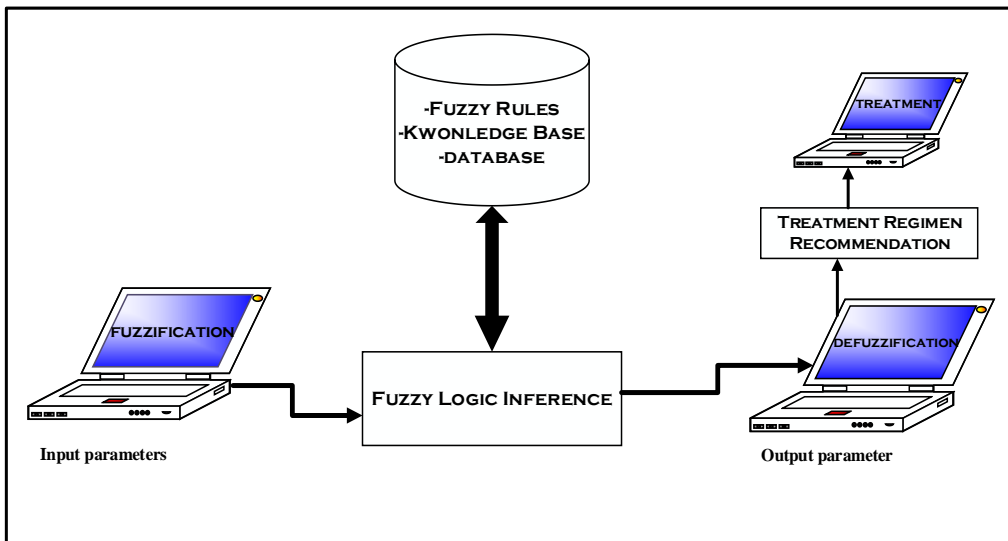 -FUZZY RULES
-KWONLEDGE BASE
-DATABASE
TREATMENT
TREATMENT REGIMEN
RECOMMENDATION
FUZZIFICATION
DEFUZZIFICATION
FUZZY LOGIC INFERENCE
Input parameters
Output parameter